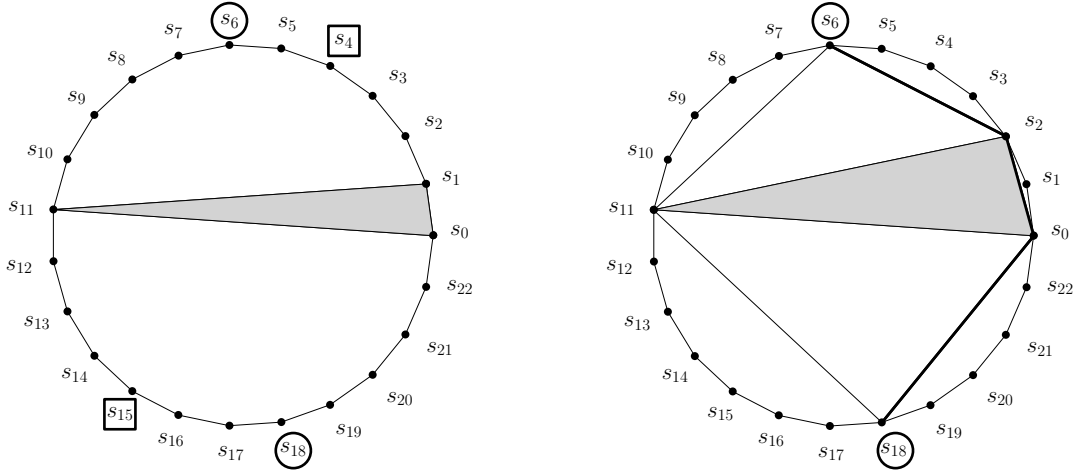 s₆
s₅
s₄
s₇
s₃
s₈
s₂
s₉
s₁
s₁₀
s₁₁
s₀
s₁₂
s₂₂
s₁₃
s₂₁
s₁₄
s₂₀
s₁₅
s₁₉
s₁₆
s₁₇
s₁₈
s₆
s₅
s₄
s₇
s₃
s₈
s₂
s₉
s₁
s₁₀
s₁₁
s₀
s₁₂
s₂₂
s₁₃
s₂₁
s₁₄
s₂₀
s₁₅
s₁₉
s₁₆
s₁₇
s₁₈